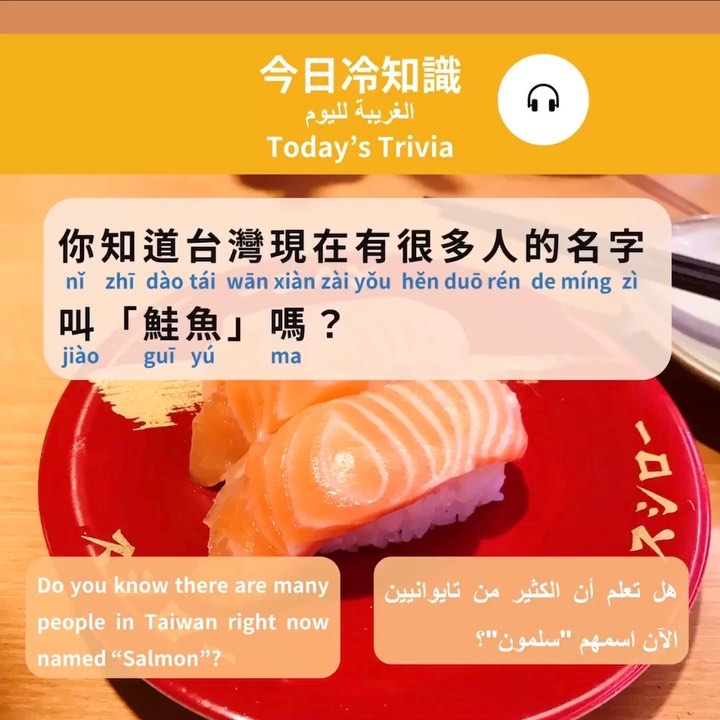 今日冷知識
الغريبة لليوم
Today's Trivia
你知道台灣現在有很多人的名字
nǐ zhī dào tái wān xiàn zài yǒu hěn duō rén de míng zì
叫「鮭魚」嗎？
jiào guī yú ma
スシロー
Do you know there are many
people in Taiwan right now
named “Salmon”?
هل تعلم أن الكثير من تايوانيين
الآن اسمهم "سلمون"؟